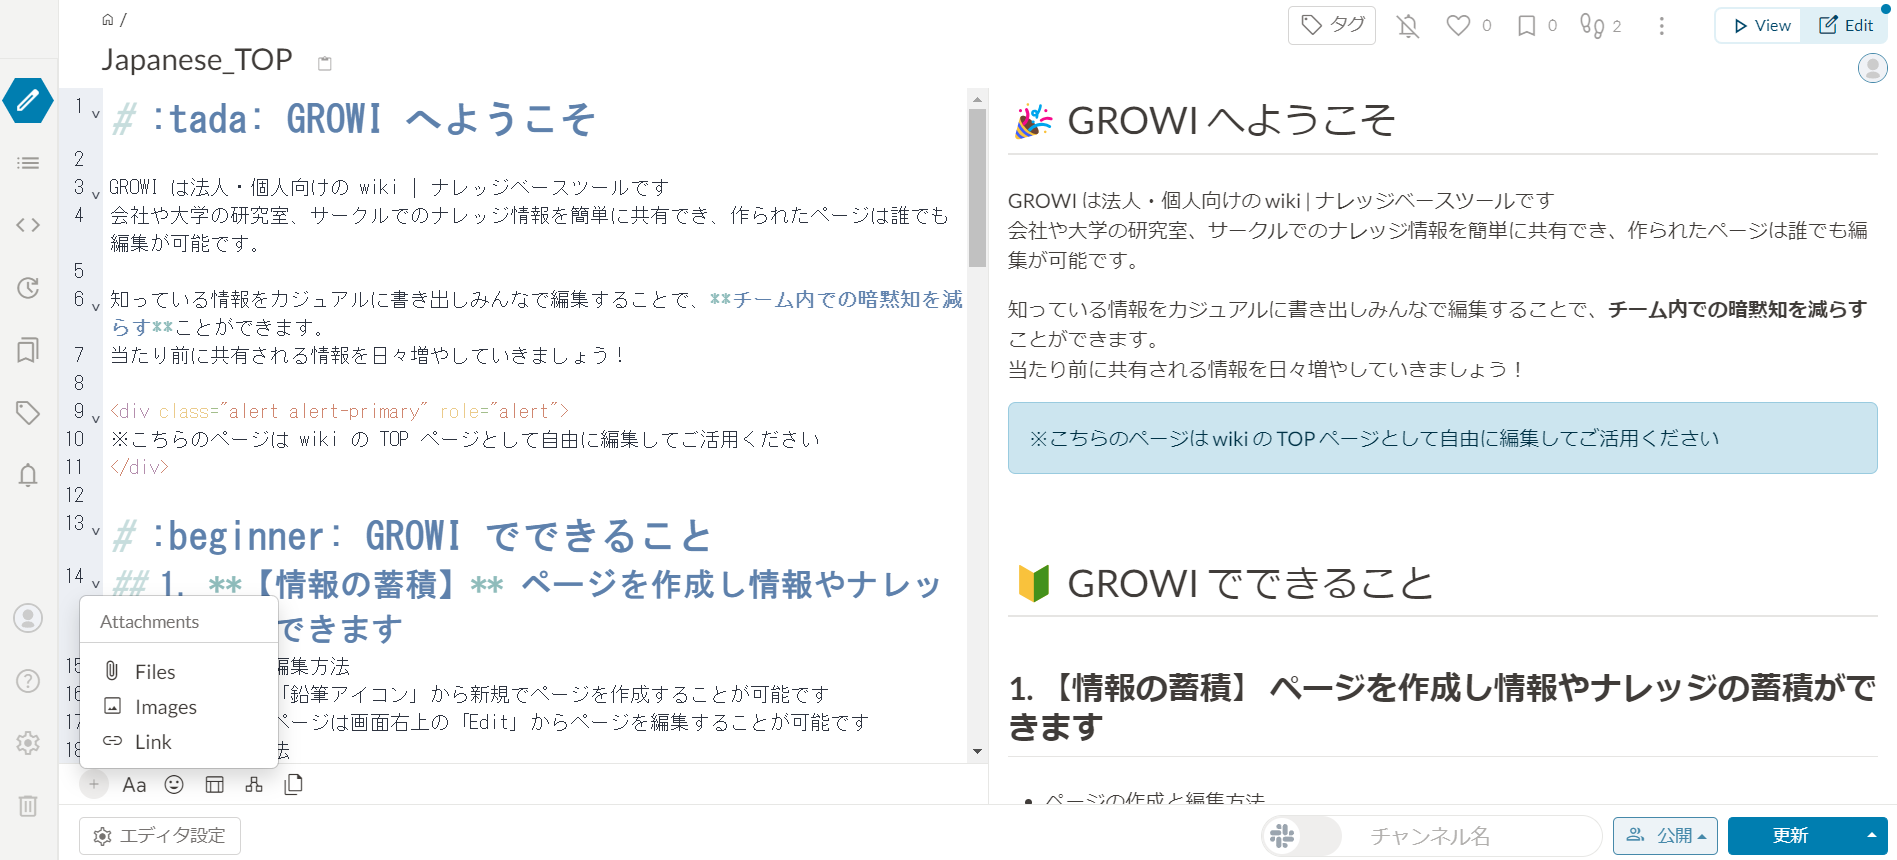 /
Japanese_TOP
タグ
0
0
2
View
Edit
1 # :tada: GROWI へようこそ
2
3 GROWI は法人・個人向けの wiki | ナレッジベースツールです
4 会社や大学の研究室、サークルでのナレッジ情報を簡単に共有でき、作られたページは誰でも
編集が可能です。
5
6 知っている情報をカジュアルに書き出しみんなで編集することで、**チーム内での暗黙知を減
らす**ことができます。
7 当たり前に共有される情報を日々増やしていきましょう！
8
9 <div class="alert alert-primary" role="alert">
10 ※こちらのページは wiki の TOP ページとして自由に編集してご活用ください
11 </div>
12
13 # :beginner: GROWI でできること
14 ## 1. **【情報の蓄積】** ページを作成し情報やナレッ
できます
15 編集方法
16 「鉛筆アイコン」から新規でページを作成することが可能です
17 ページは画面右上の「Edit」からページを編集することが可能です
18 法
Attachments
Files
Images
Link
Aa
エディタ設定
GROWI へようこそ
GROWI は法人・個人向けの wiki | ナレッジベースツールです
会社や大学の研究室、サークルでのナレッジ情報を簡単に共有でき、作られたページは誰でも編
集が可能です。
知っている情報をカジュアルに書き出しみんなで編集することで、チーム内での暗黙知を減らす
ことができます。
当たり前に共有される情報を日々増やしていきましょう！
※こちらのページは wiki の TOP ページとして自由に編集してご活用ください
GROWI でできること
1. 【情報の蓄積】 ページを作成し情報やナレッジの蓄積がで
きます
• ページの作成と編集方法
チャンネル名
公開
更新